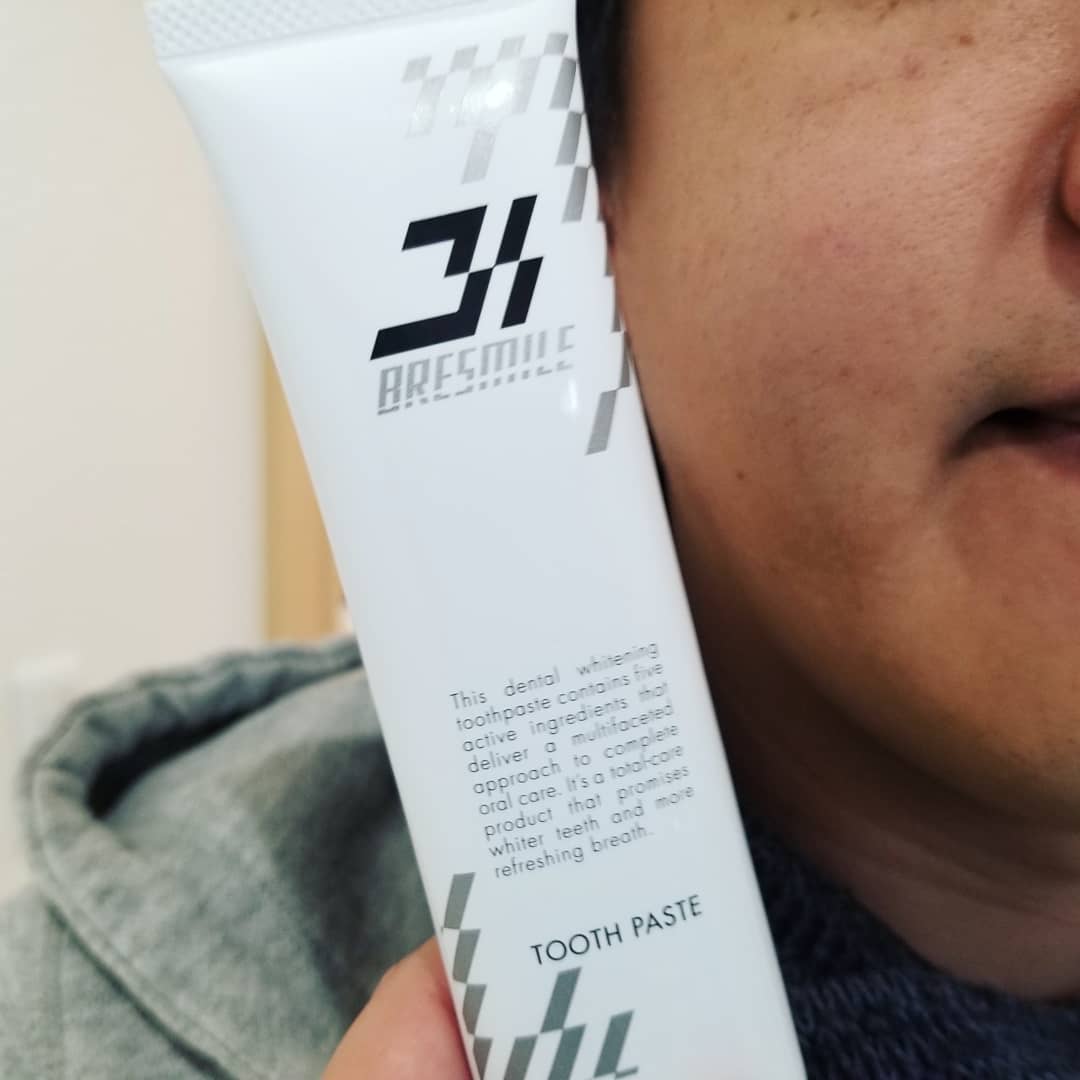 BRESMILE
This dental whitening
toothpaste contains five
active ingredients that
deliver a multifaceted
approach to complete
oral care. It's a total-care
product that promises
whiter teeth and more
refreshing breath.
TOOTH PASTE